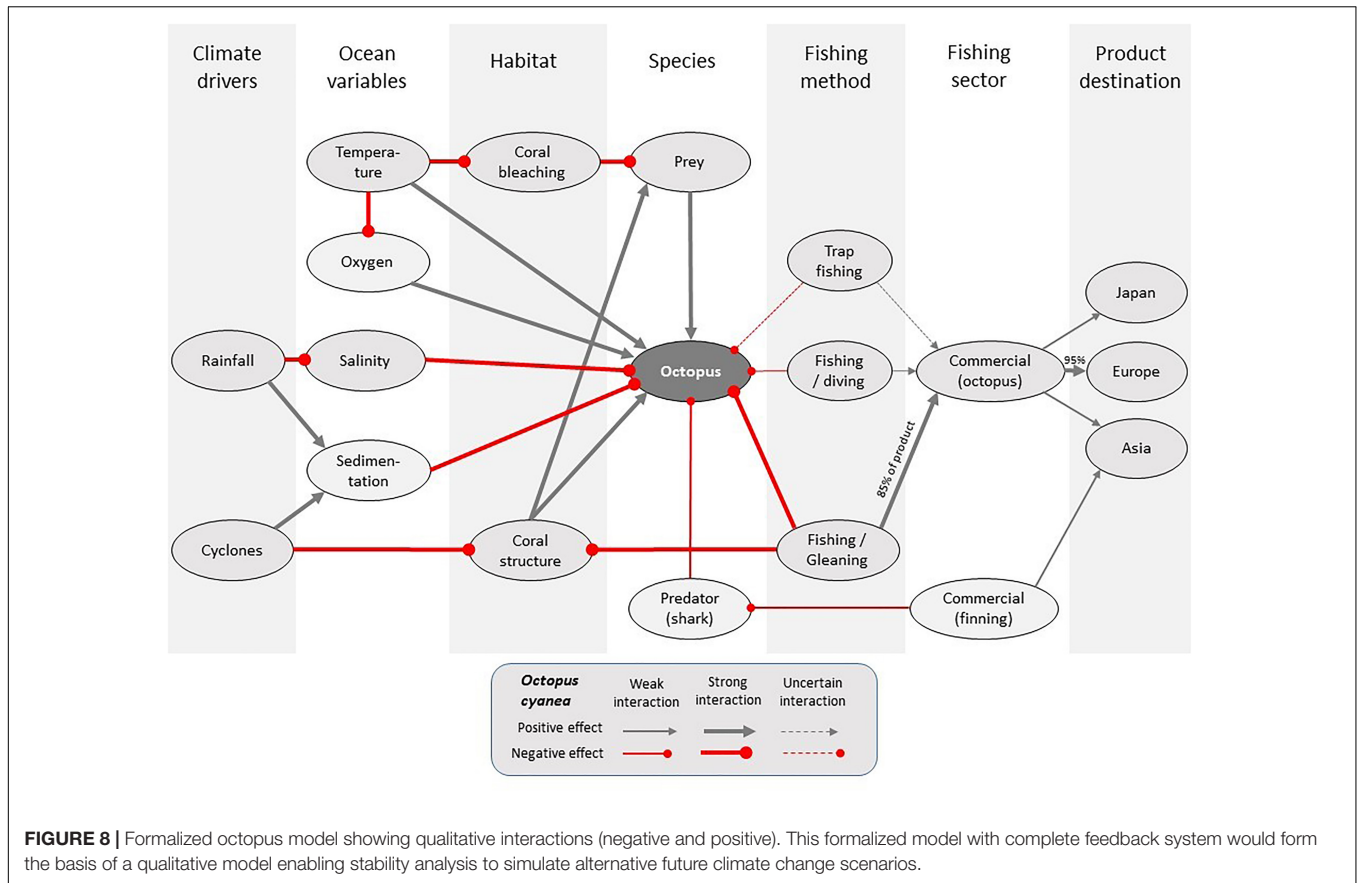 Climate
drivers
Ocean
variables
Habitat
Species
Fishing
method
Fishing
sector
Product
destination
Tempera-
ture
Coral
bleaching
Prey
Oxygen
Trap
fishing
Japan
Rainfall
Salinity
Octopus
Fishing
/ diving
Commercial
(octopus)
95%
Europe
85% of product
Asia
Sedimen-
tation
Cyclones
Coral
structure
Fishing /
Gleaning
Predator
(shark)
Commercial
(finning)
Octopus
cyanea
Weak
interaction
Strong
interaction
Uncertain
interaction
Positive effect
Negative effect
FIGURE 8 | Formalized octopus model showing qualitative interactions (negative and positive). This formalized model with complete feedback system would form
the basis of a qualitative model enabling stability analysis to simulate alternative future climate change scenarios.